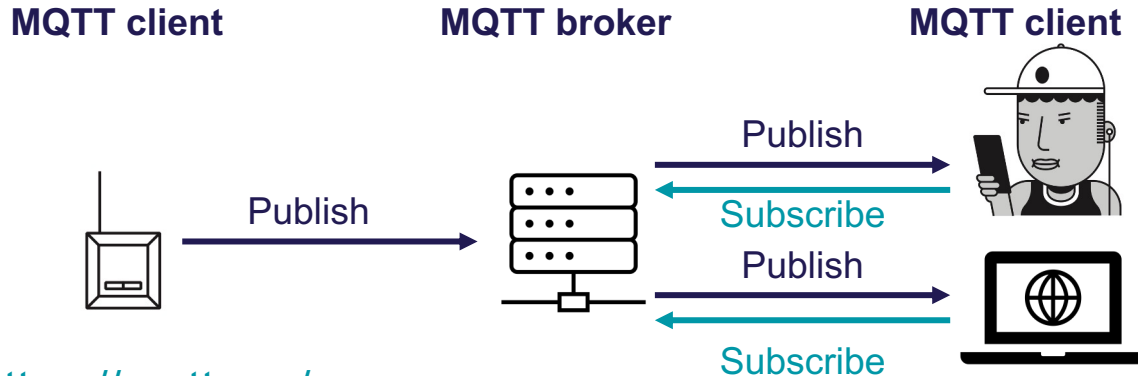 MQTT client MQTT broker MQTT client
Publish
Publish
Subscribe
Publish
Subscribe